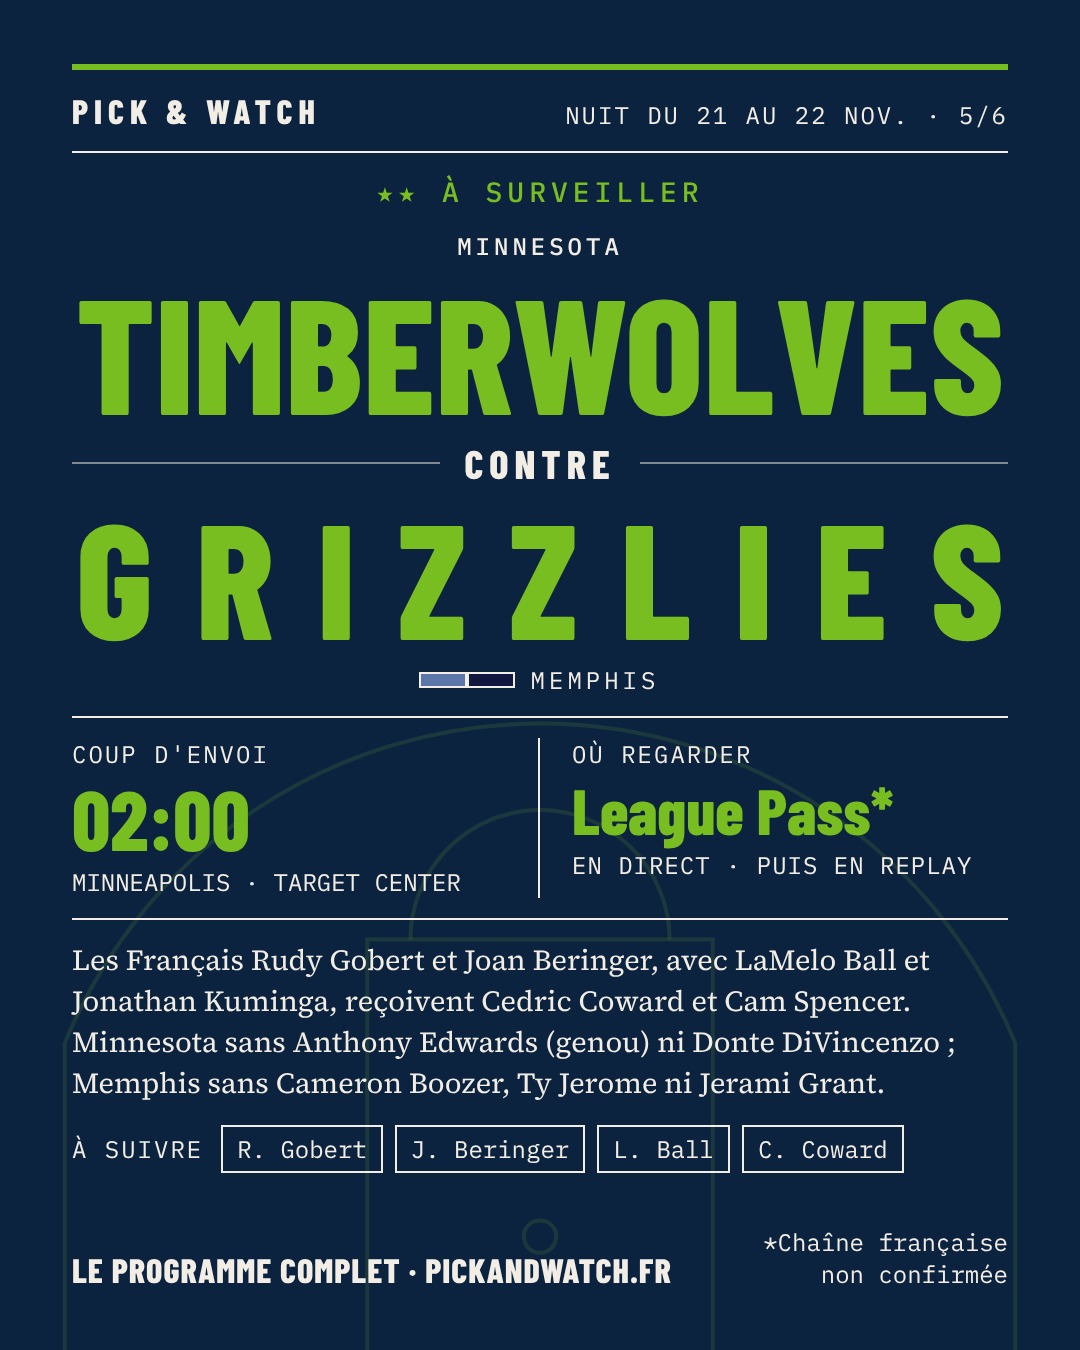 PICK & WATCH
NUIT DU 21 AU 22 NOV. · 5/6
★★ À SURVEILLER
MINNESOTA
TIMBERWOLVES
CONTRE
GRIZZLIES
MEMPHIS
COUP D'ENVOI
02:00
MINNEAPOLIS · TARGET CENTER
OÙ REGARDER
League Pass*
EN DIRECT · PUIS EN REPLAY
Les Français Rudy Gobert et Joan Beringer, avec LaMelo Ball et
Jonathan Kuminga, reçoivent Cedric Coward et Cam Spencer.
Minnesota sans Anthony Edwards (genou) ni Donte DiVincenzo ;
Memphis sans Cameron Boozer, Ty Jerome ni Jerami Grant.
À SUIVRE R. Gobert J. Beringer L. Ball C. Coward
LE PROGRAMME COMPLET · PICKANDWATCH.FR
*Chaîne française
non confirmée